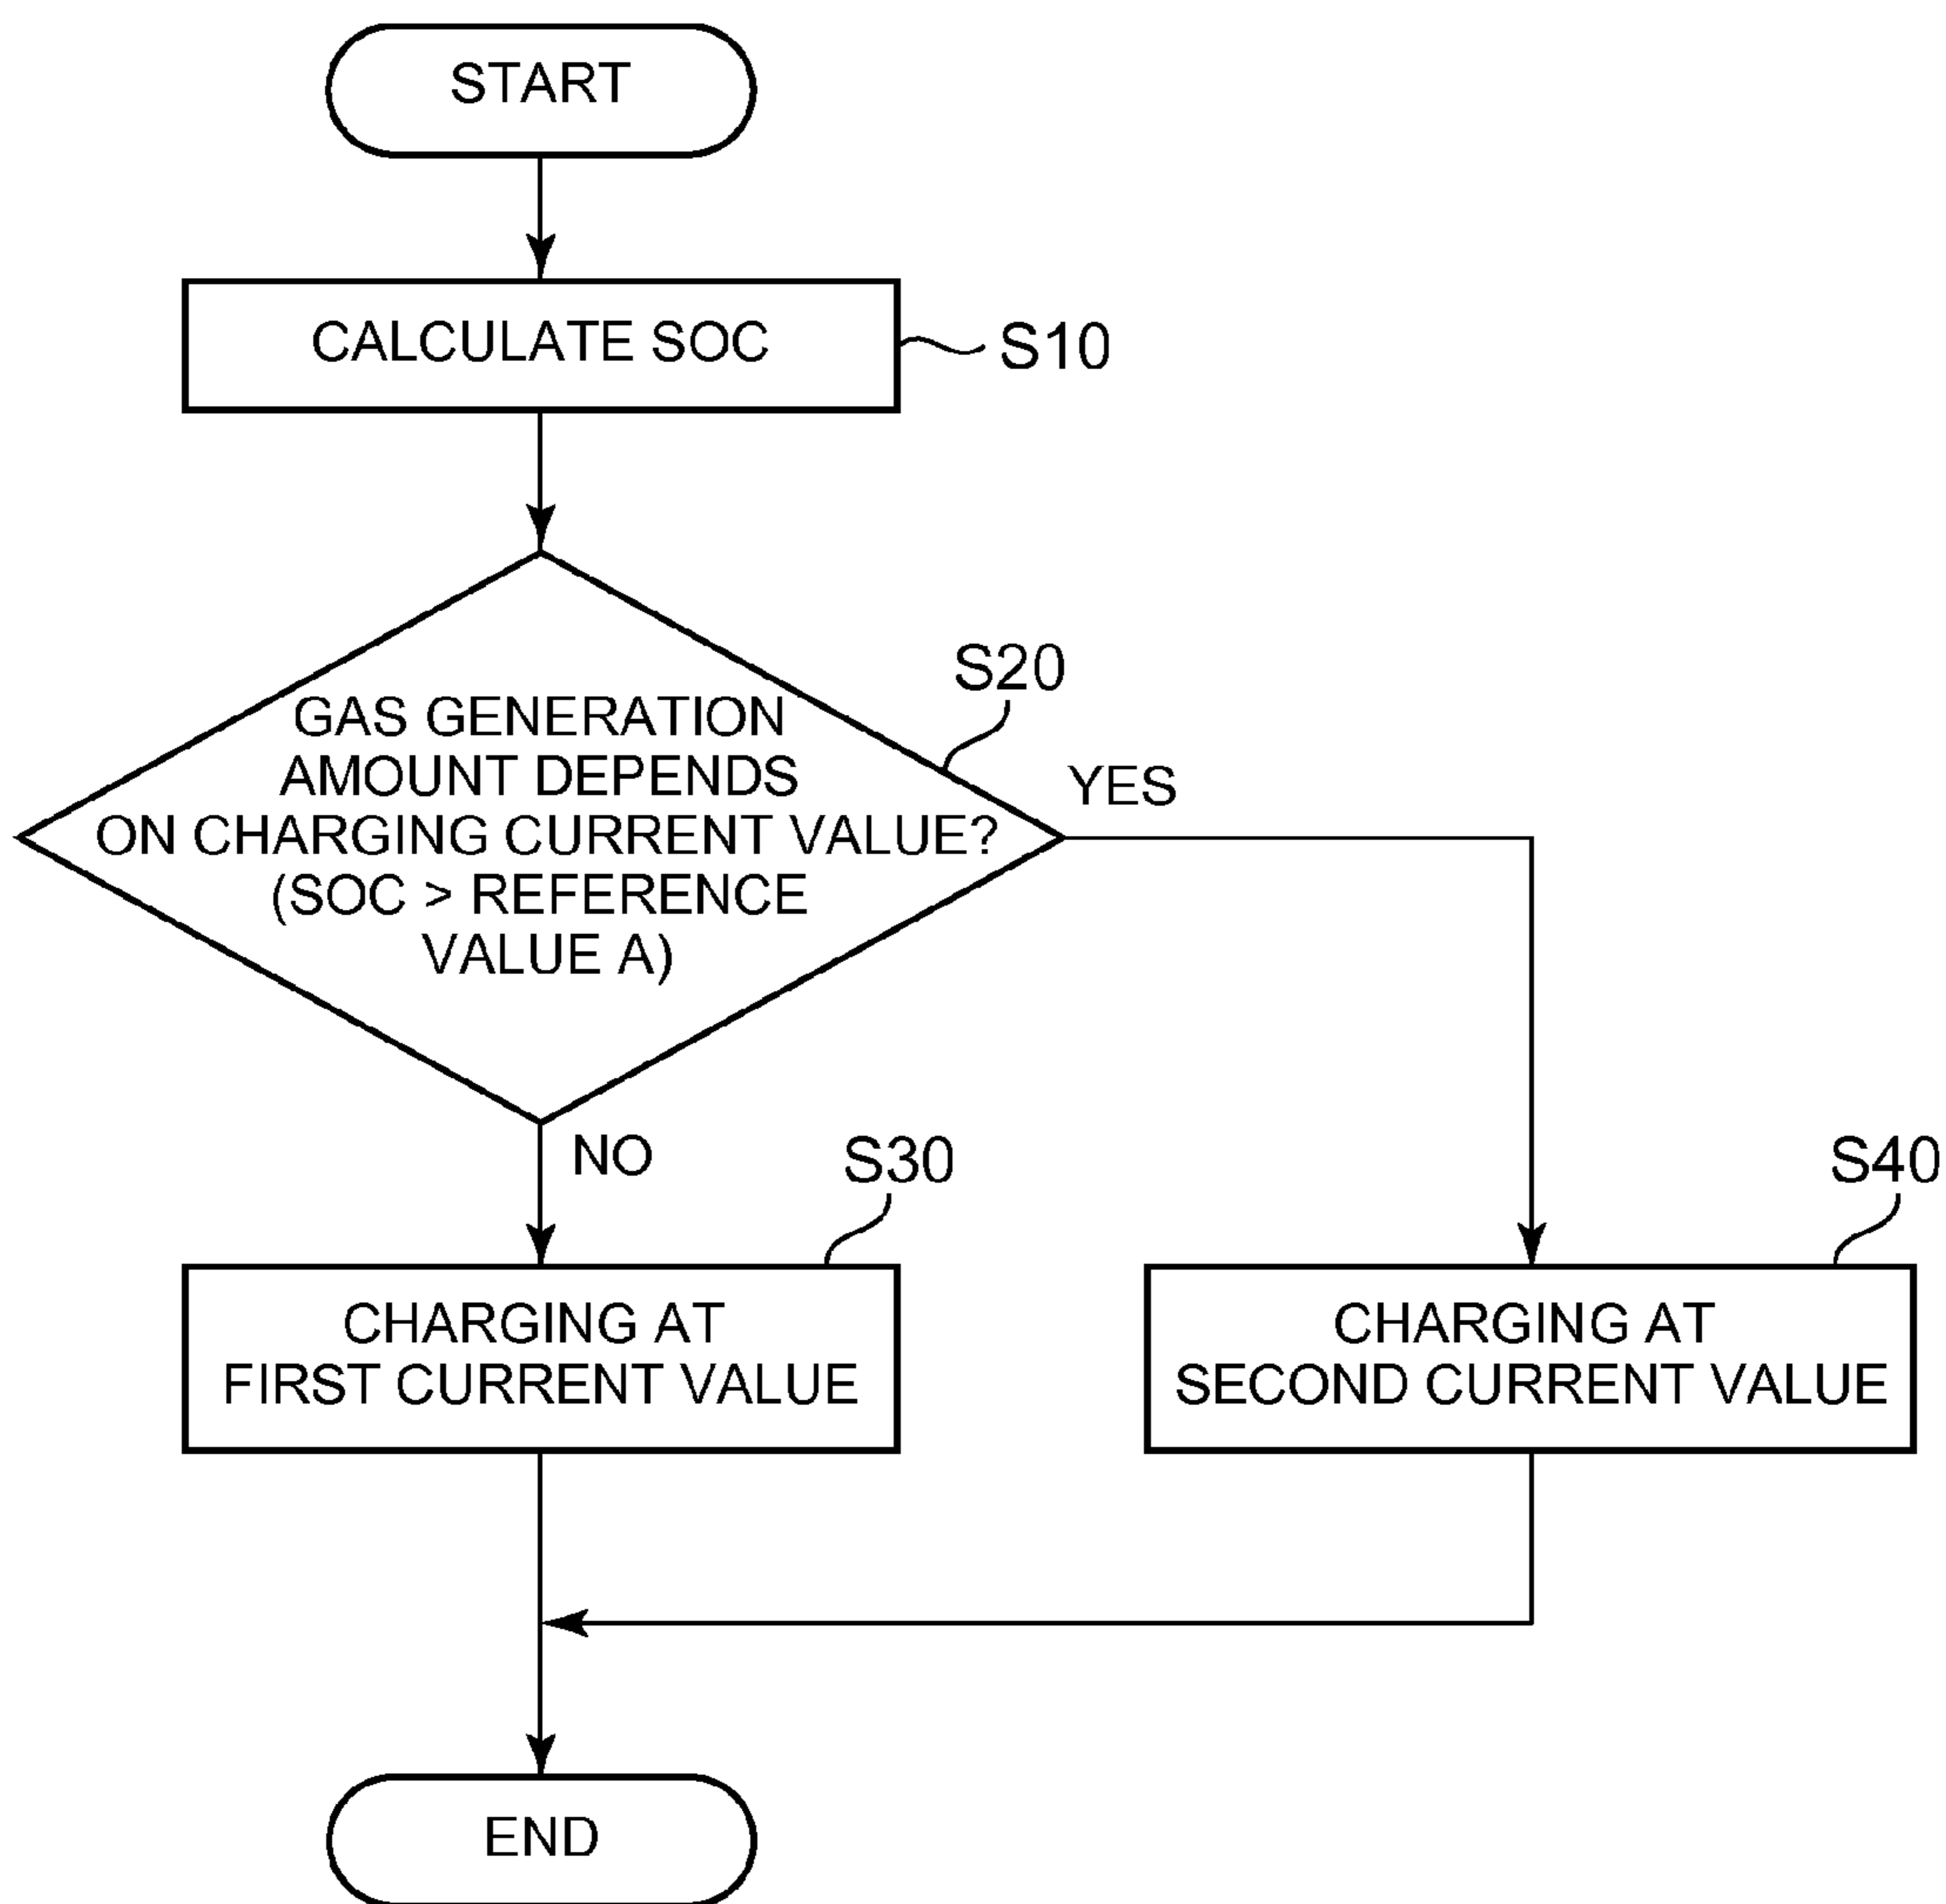 START
CALCULATE SOC
S10
S20
GAS GENERATION
AMOUNT DEPENDS
ON CHARGING CURRENT VALUE?
(SOC > REFERENCE
VALUE A)
YES
NO
S30
S40
CHARGING AT
FIRST CURRENT VALUE
CHARGING AT
SECOND CURRENT VALUE
END